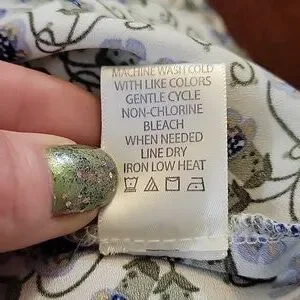 MACHINE WASH COLD
WITH LIKE COLORS
GENTLE CYCLE
NON-CHLORINE
BLEACH
WHEN NEEDED
LINE DRY
IRON LOW HEAT